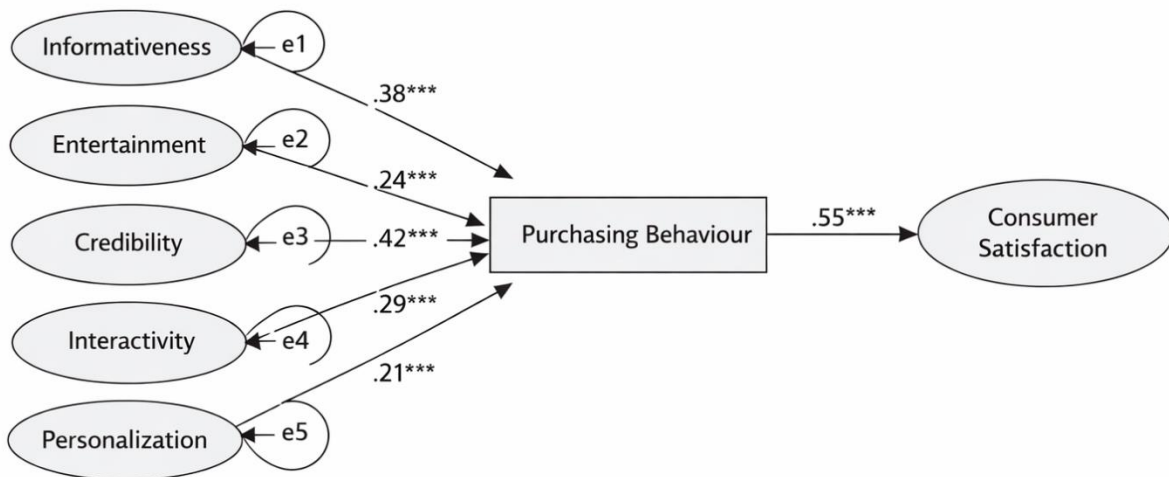 Informativeness
e1
.38***
Entertainment
e2
.24***
Credibility
e3
.42***
Purchasing Behaviour
.55***
Consumer
Satisfaction
Interactivity
e4
.29***
.21***
Personalization
e5